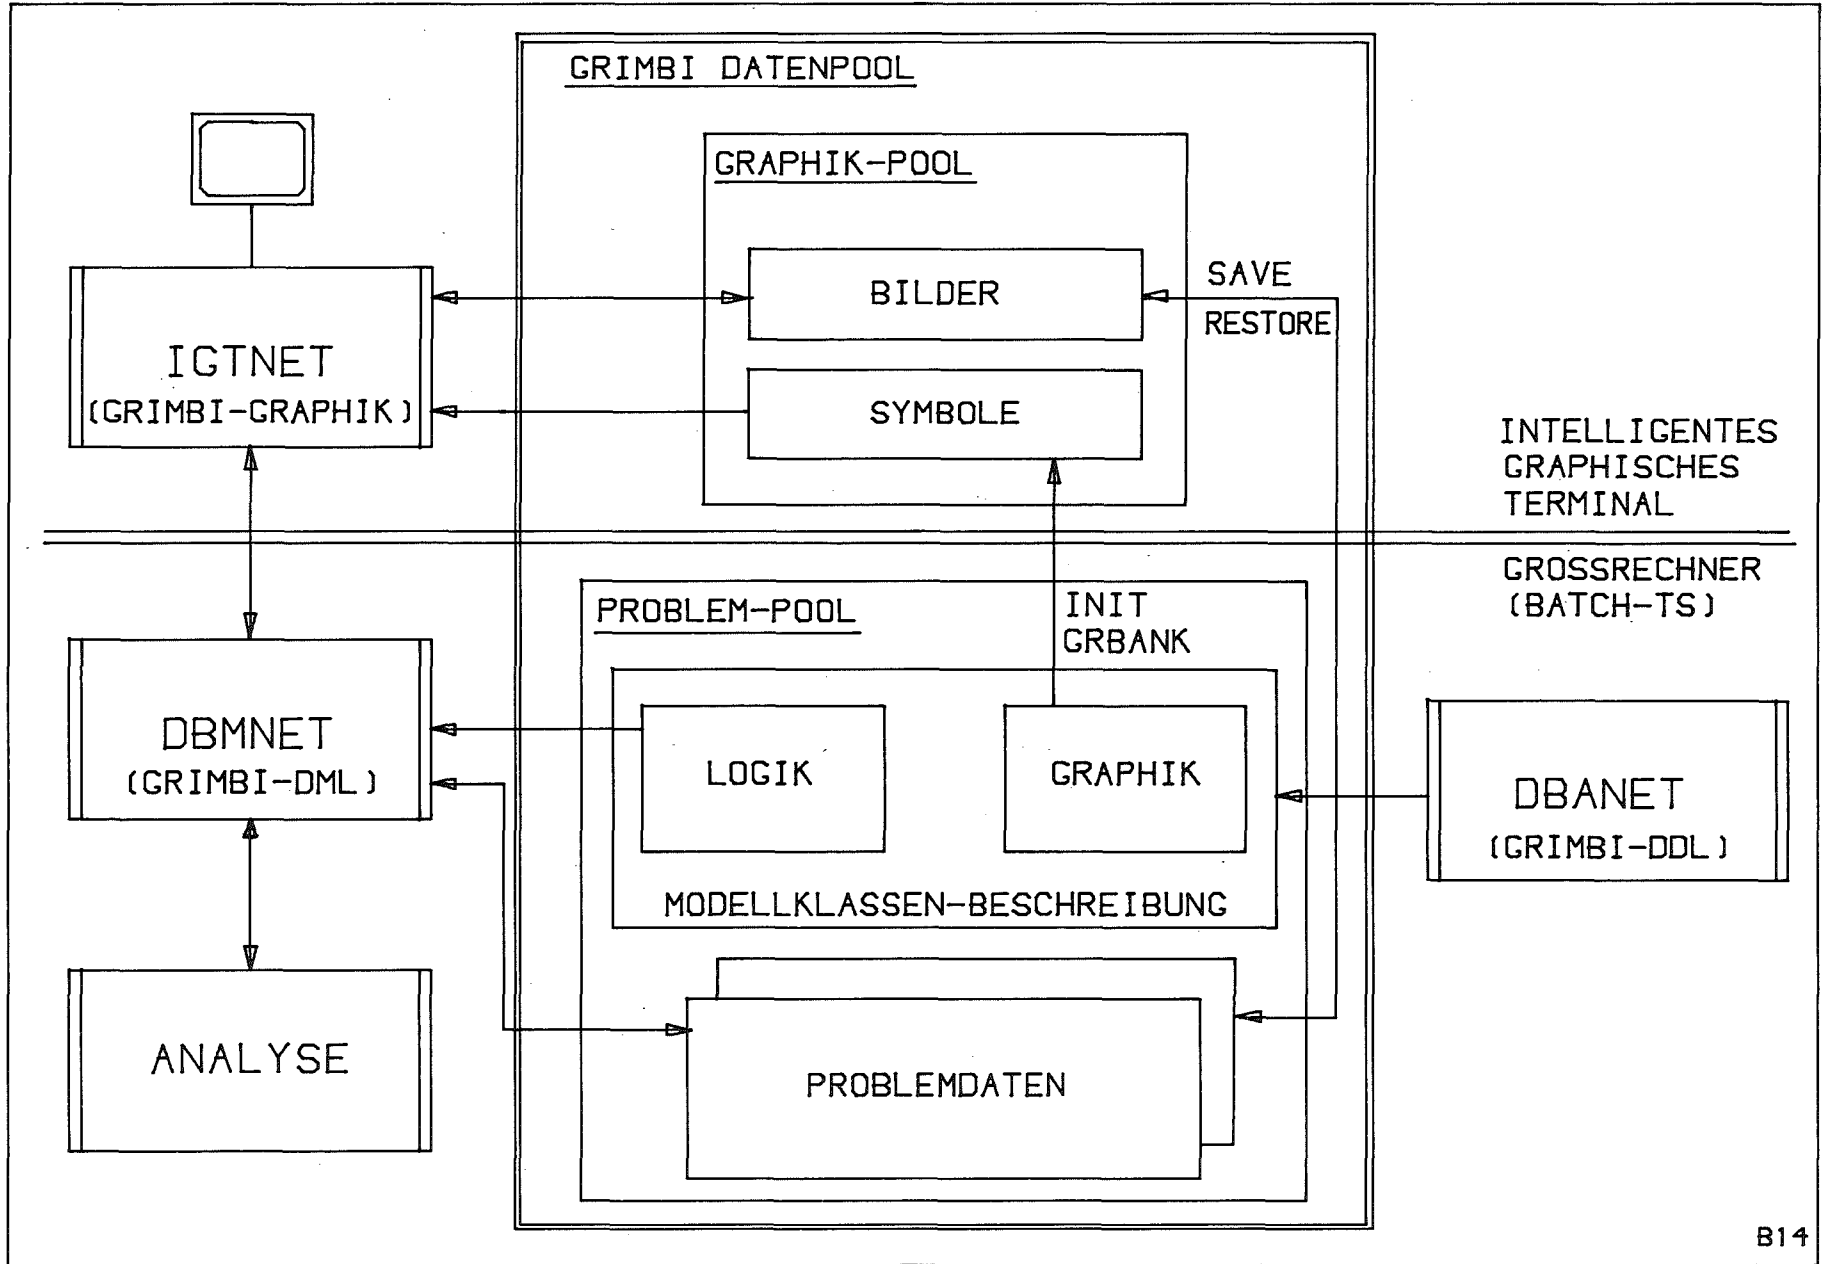 GRIMBI DATENPOOL
GRAPHIK-POOL
BILDER
SAVE
RESTORE
IGTNET
(GRIMBI-GRAPHIK)
SYMBOLE
INTELLIGENTES
GRAPHISCHES
TERMINAL
GROSSRECHNER
(BATCH-TS)
PROBLEM-POOL
INIT
GRBANK
DBMNET
(GRIMBI-DML)
LOGIK
GRAPHIK
DBANET
(GRIMBI-DDL)
MODELLKLASSEN-BESCHREIBUNG
ANALYSE
PROBLEMDATEN
B14